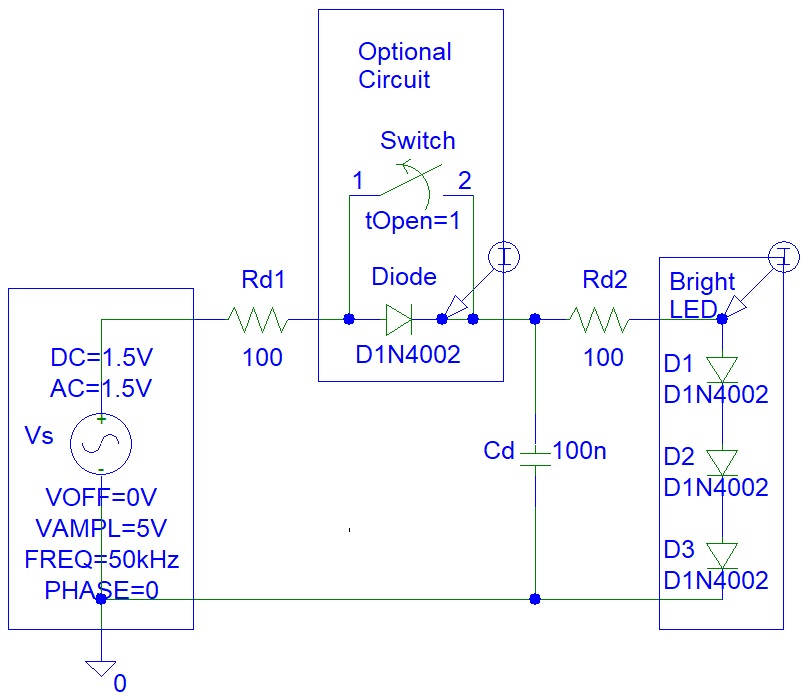 Optional
Circuit
Switch
1
2
tOpen=1
Diode
D1N4002
I
Rd1
100
Rd2
100
I
Bright
LED
D1
D1N4002
D2
D1N4002
D3
D1N4002
Cd
100n
DC=1.5V
AC=1.5V
Vs
+
-
VOFF=0V
VAMPL=5V
FREQ=50kHz
PHASE=0
0